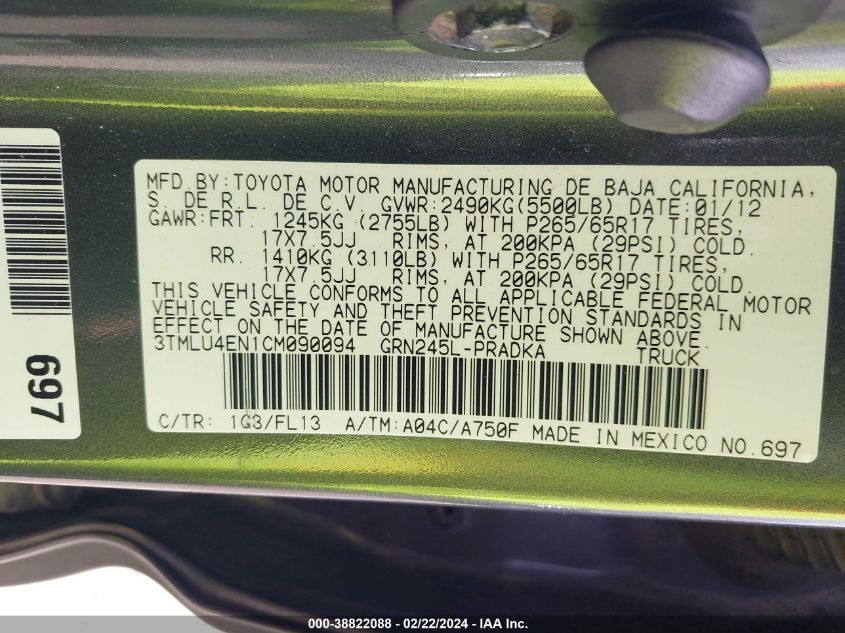 MFD.BY:TOYOTA MOTOR MANUFACTURING DE BAJA CALIFORNIA,
S. DE R.L. DE C.V. GVWR:2490KG(5500LB) DATE:01/12
GAWR:FRT. 1245KG (2755LB) WITH P265/65R17 TIRES,
17X7.5JJ RIMS, AT 200KPA (29PSI) COLD.
RR. 1410KG (3110LB) WITH P265/65R17 TIRES,
17X7.5JJ RIMS, AT 200KPA (29PSI) COLD.
THIS VEHICLE CONFORMS TO ALL APPLICABLE FEDERAL MOTOR
VEHICLE SAFETY AND THEFT PREVENTION STANDARDS IN
EFFECT ON THE DATE OF MANUFACTURE SHOWN ABOVE.
3TMLU4EN1CM090094 GRN245L-PRADKA TRUCK
C/TR: 1G3/FL13 A/TM:A04C/A750F MADE IN MEXICO NO.697
697
000-38822088 - 02/22/2024 - IAA Inc.